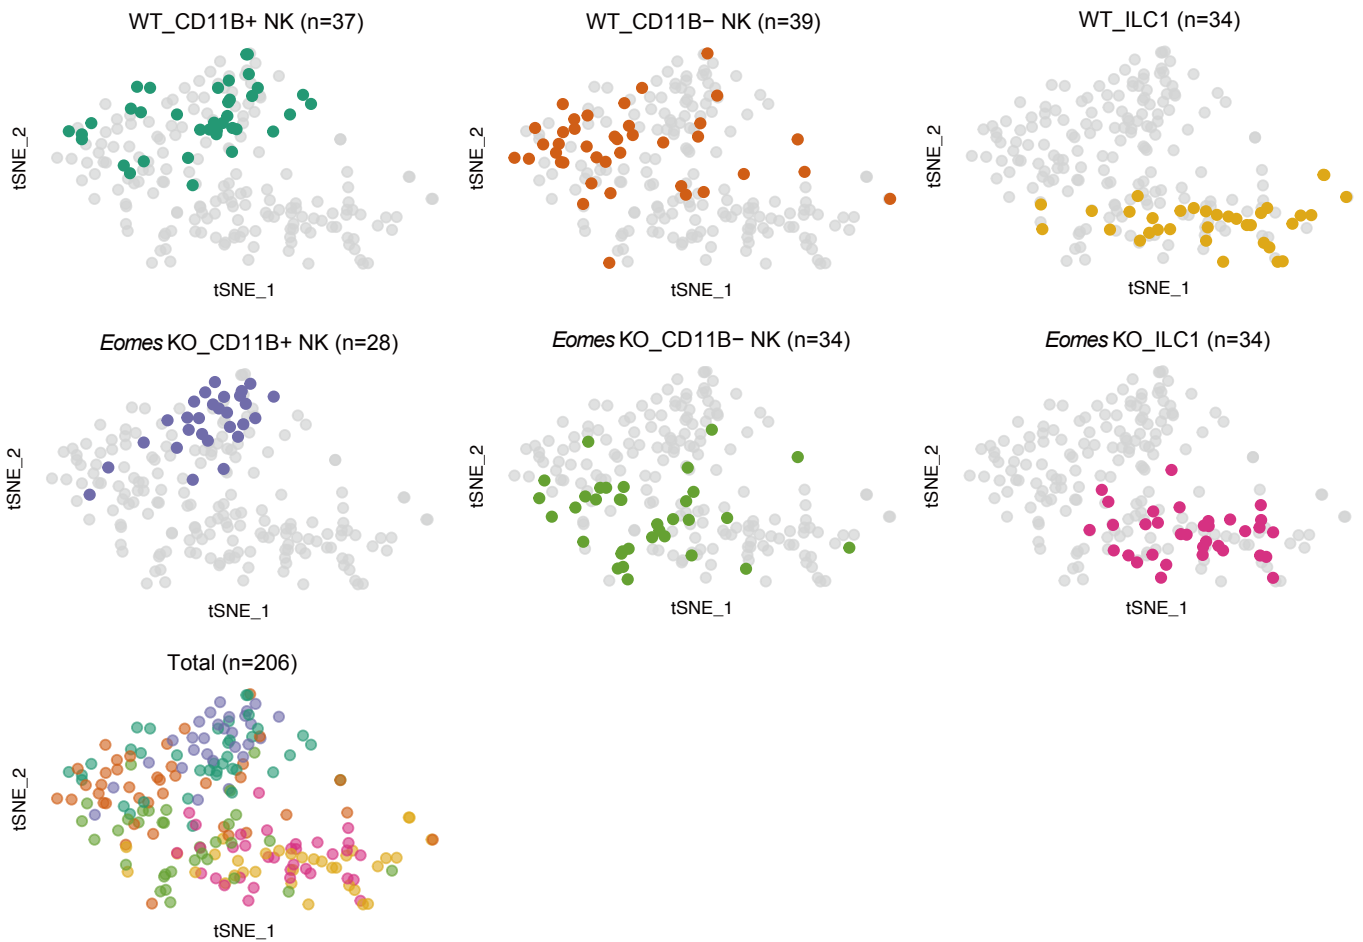 WT_CD11B+ NK (n=37)
WT_CD11B− NK (n=39)
WT_ILC1 (n=34)
tSNE_2
tSNE_2
tSNE_2
tSNE_1
tSNE_1
tSNE_1
Eomes KO_CD11B+ NK (n=28)
Eomes KO_CD11B− NK (n=34)
Eomes KO_ILC1 (n=34)
tSNE_2
tSNE_2
tSNE_2
tSNE_1
tSNE_1
tSNE_1
Total (n=206)
tSNE_2
tSNE_1